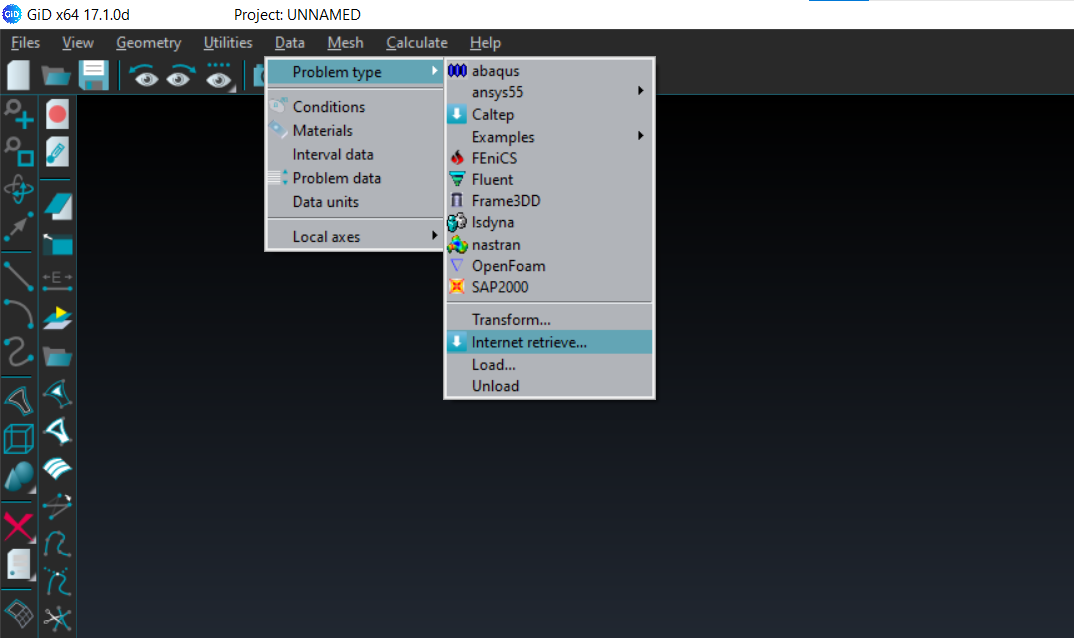 GiD GiD x64 17.1.0d Project: UNNAMED
Files View Geometry Utilities Data Mesh Calculate Help
Problem type
Conditions
Materials
Interval data
Problem data
Data units
Local axes
abaqus
ansys55
Caltep
Examples
FEniCS
Fluent
Frame3DD
lsdyna
nastran
OpenFoam
SAP2000
Transform...
Internet retrieve...
Load...
Unload
E